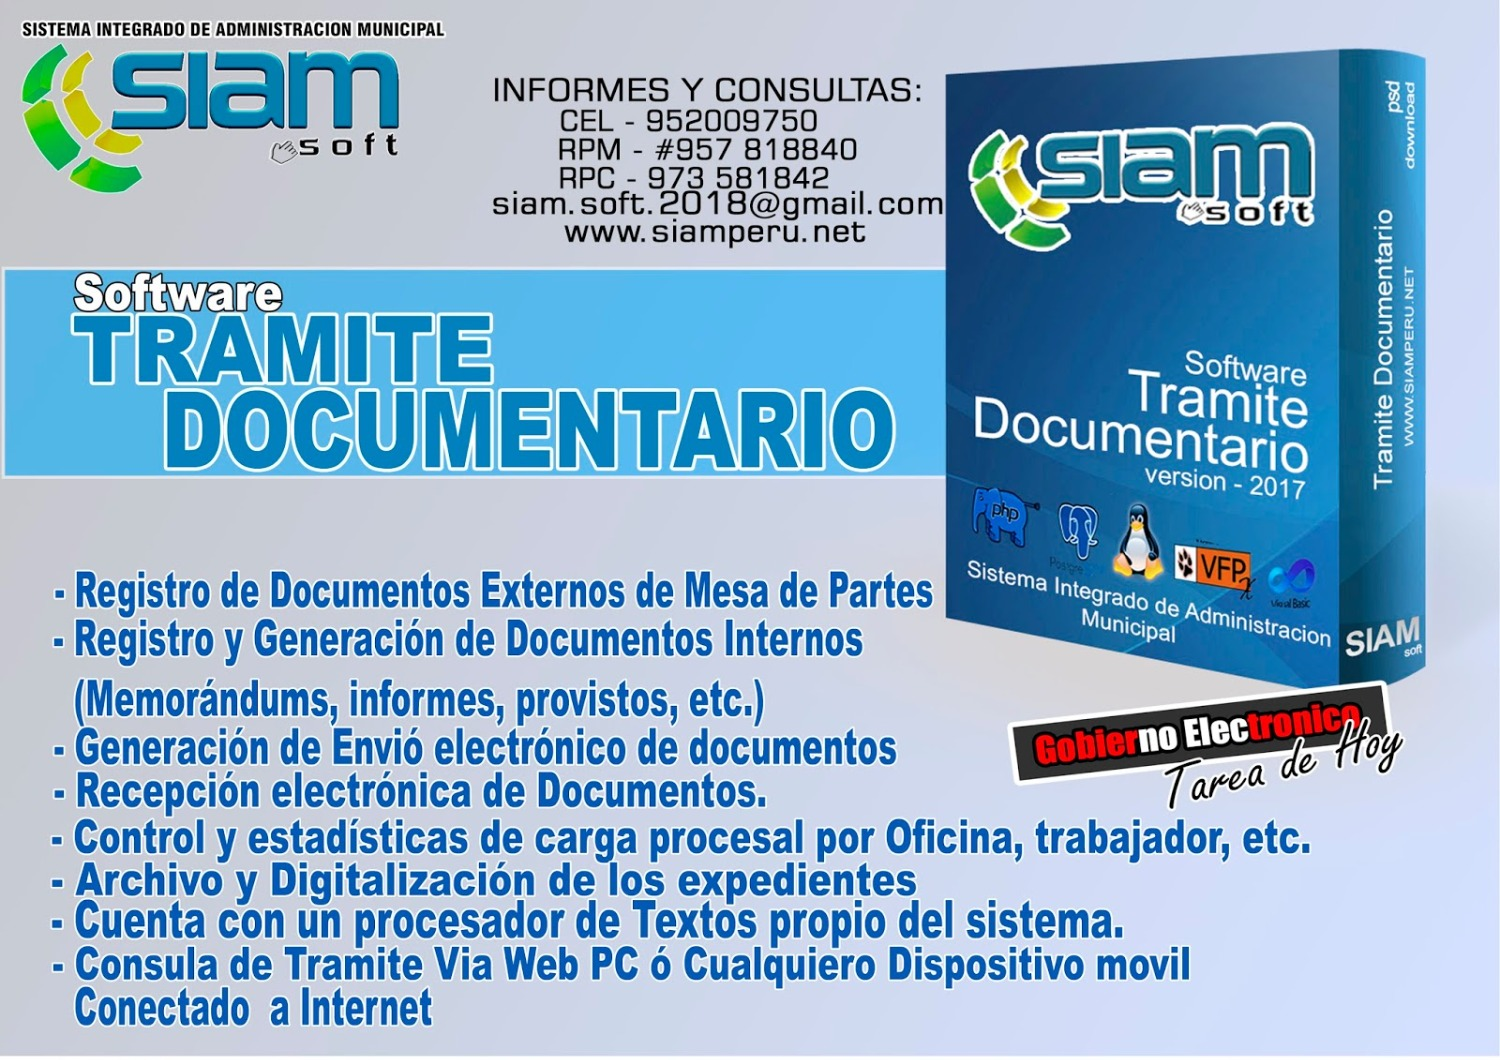 SISTEMA INTEGRADO DE ADMINISTRACION MUNICIPAL
siam
soft
INFORMES Y CONSULTAS:
CEL - 952009750
RPM - #957 818840
RPC - 973 581842
siam.soft.2018@gmail.com
www.siamperu.net
Software
TRAMITE
DOCUMENTARIO
siam
soft
Software
Tramite
Documentario
version - 2017
php
Postgre
VFPx
Visual Basic
Sistema Integrado de Administracion
Municipal
psd
download
Tramite Documentario
WWW.SIAMPERU.NET
SIAM
soft
Gobierno Electronico
Tarea de Hoy
- Registro de Documentos Externos de Mesa de Partes
- Registro y Generación de Documentos Internos
(Memorándums, informes, provistos, etc.)
- Generación de Envió electrónico de documentos
- Recepción electrónica de Documentos.
- Control y estadísticas de carga procesal por Oficina, trabajador, etc.
- Archivo y Digitalización de los expedientes
- Cuenta con un procesador de Textos propio del sistema.
- Consula de Tramite Via Web PC ó Cualquiero Dispositivo movil
Conectado a Internet